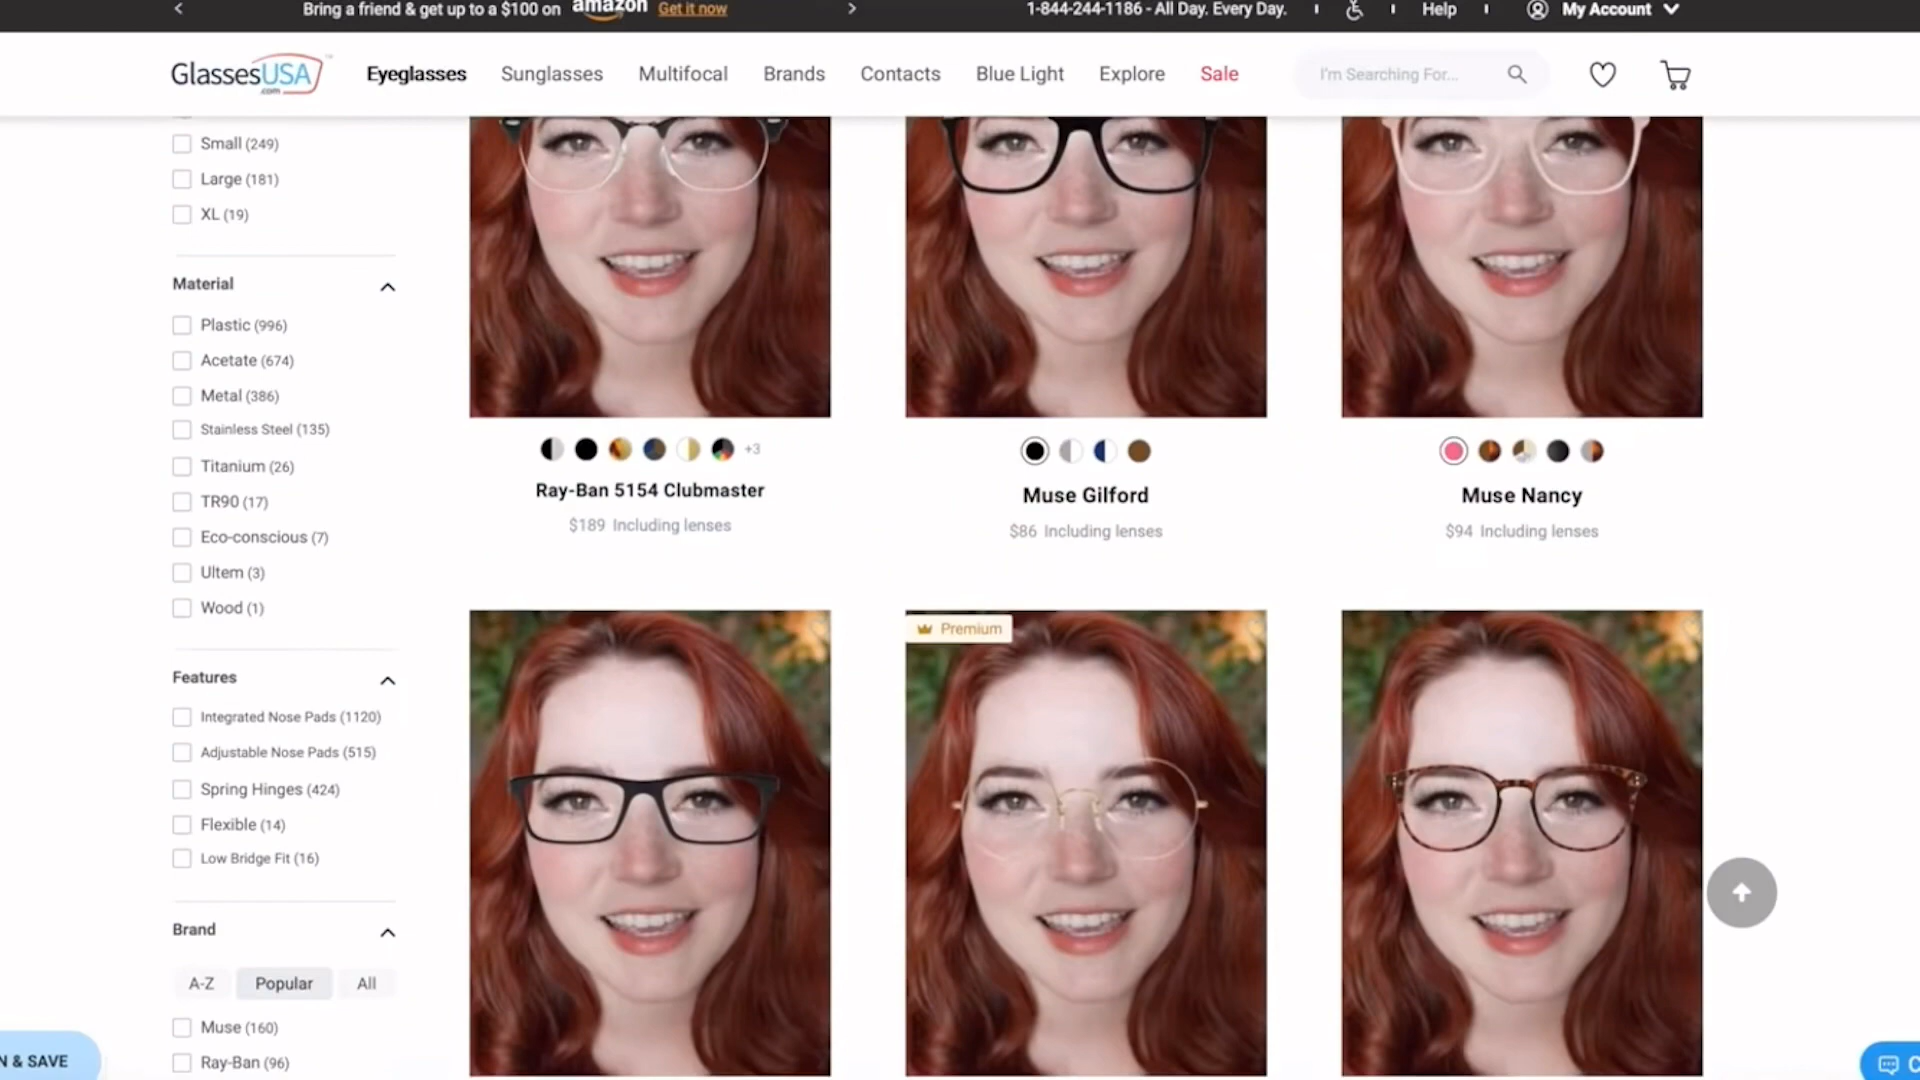 Bring a friend & get up to a $100 on amazon Get it now
1-844-244-1186 - All Day. Every Day.
Help
My Account
GlassesUSA
.com
Eyeglasses
Sunglasses
Multifocal
Brands
Contacts
Blue Light
Explore
Sale
I'm Searching For...
Small (249)
Large (181)
XL (19)
Material
Plastic (996)
Acetate (674)
Metal (386)
Stainless Steel (135)
Titanium (26)
TR90 (17)
Eco-conscious (7)
Ultem (3)
Wood (1)
Features
Integrated Nose Pads (1120)
Adjustable Nose Pads (515)
Spring Hinges (424)
Flexible (14)
Low Bridge Fit (16)
Brand
A-Z
Popular
All
Muse (160)
Ray-Ban (96)
N & SAVE
+3
Ray-Ban 5154 Clubmaster
$189 Including lenses
Muse Gilford
$86 Including lenses
Muse Nancy
$94 Including lenses
Premium